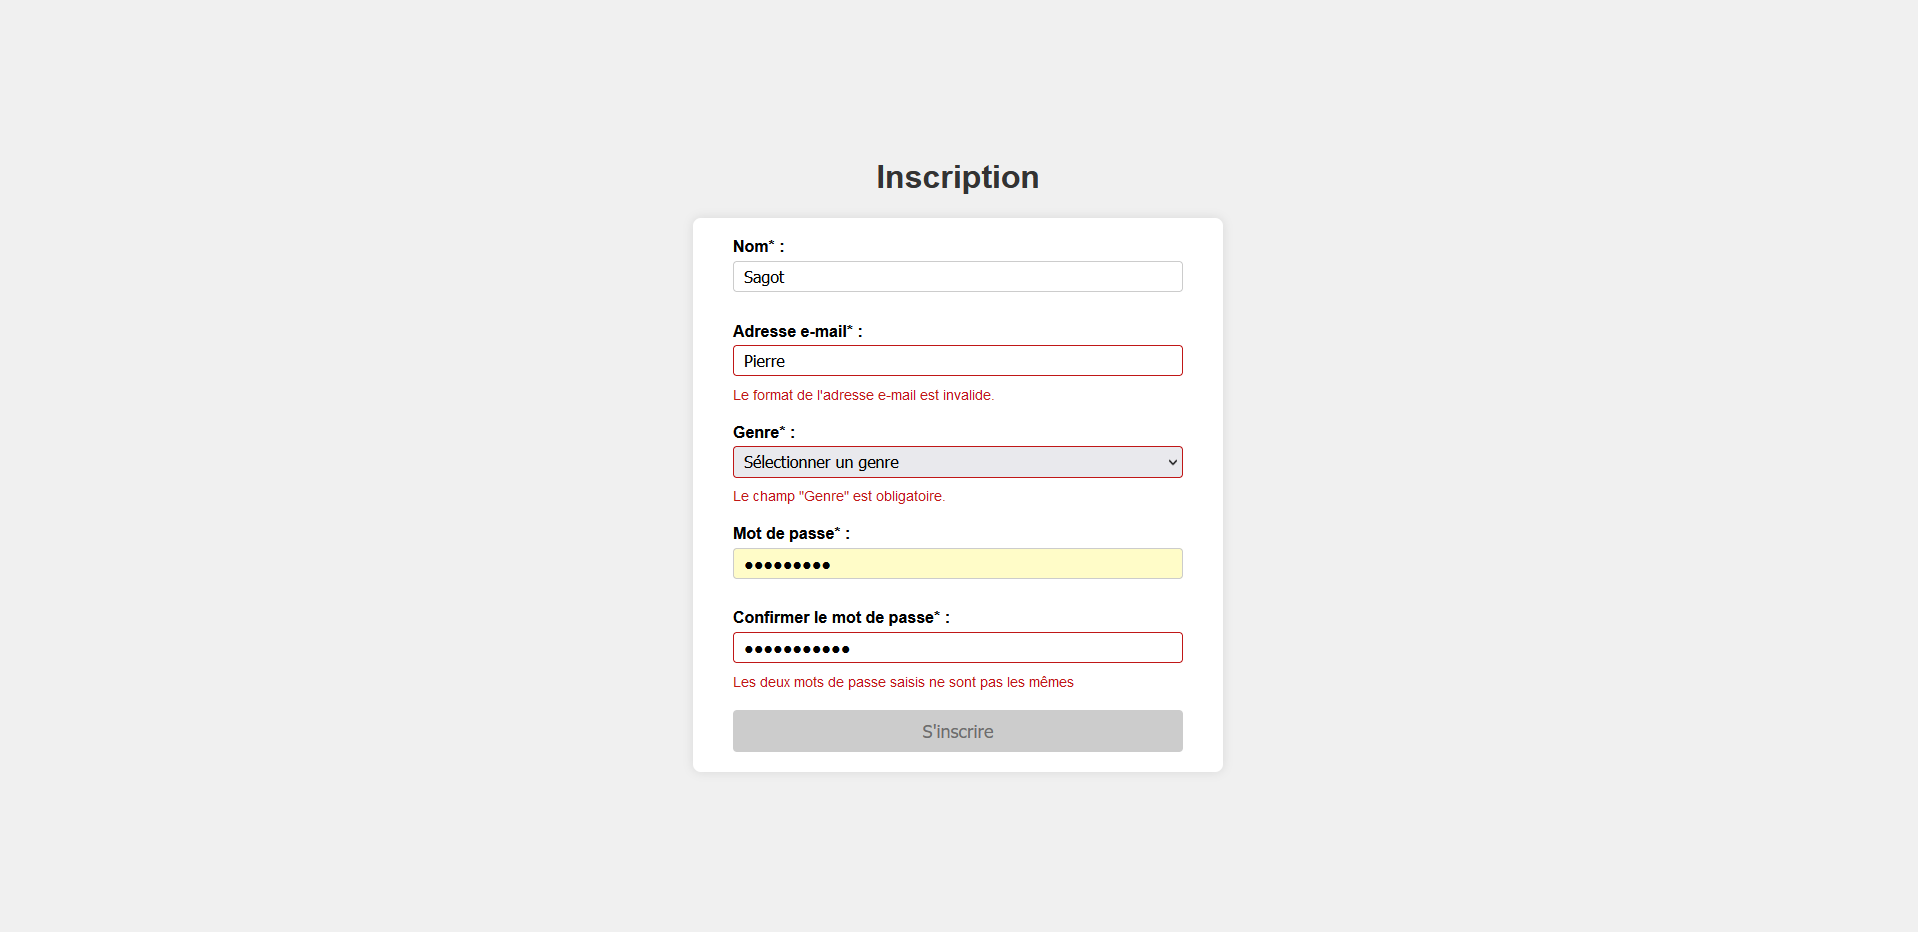 Inscription
Nom* :
Sagot
Adresse e-mail* :
Pierre
Le format de l'adresse e-mail est invalide.
Genre* :
Sélectionner un genre
Le champ "Genre" est obligatoire.
Mot de passe* :
●●●●●●●●●
Confirmer le mot de passe* :
●●●●●●●●●●●
Les deux mots de passe saisis ne sont pas les mêmes
S'inscrire